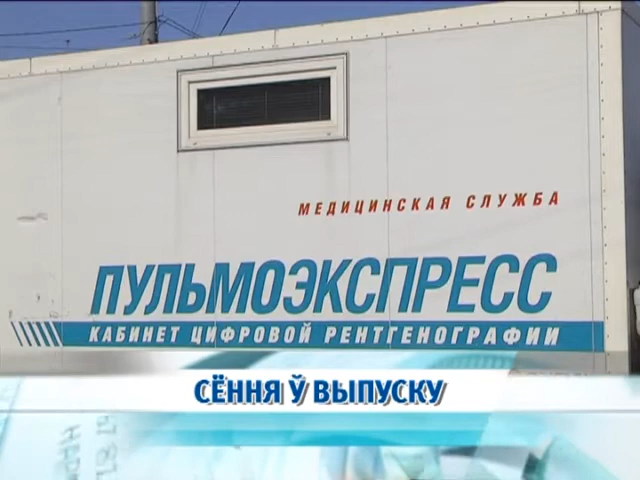 МЕДИЦИНСКАЯ СЛУЖБА
ПУЛЬМОЭКСПРЕСС
КАБИНЕТ ЦИФРОВОЙ РЕНТГЕНОГРАФИИ
СЁННЯ Ў ВЫПУСКУ